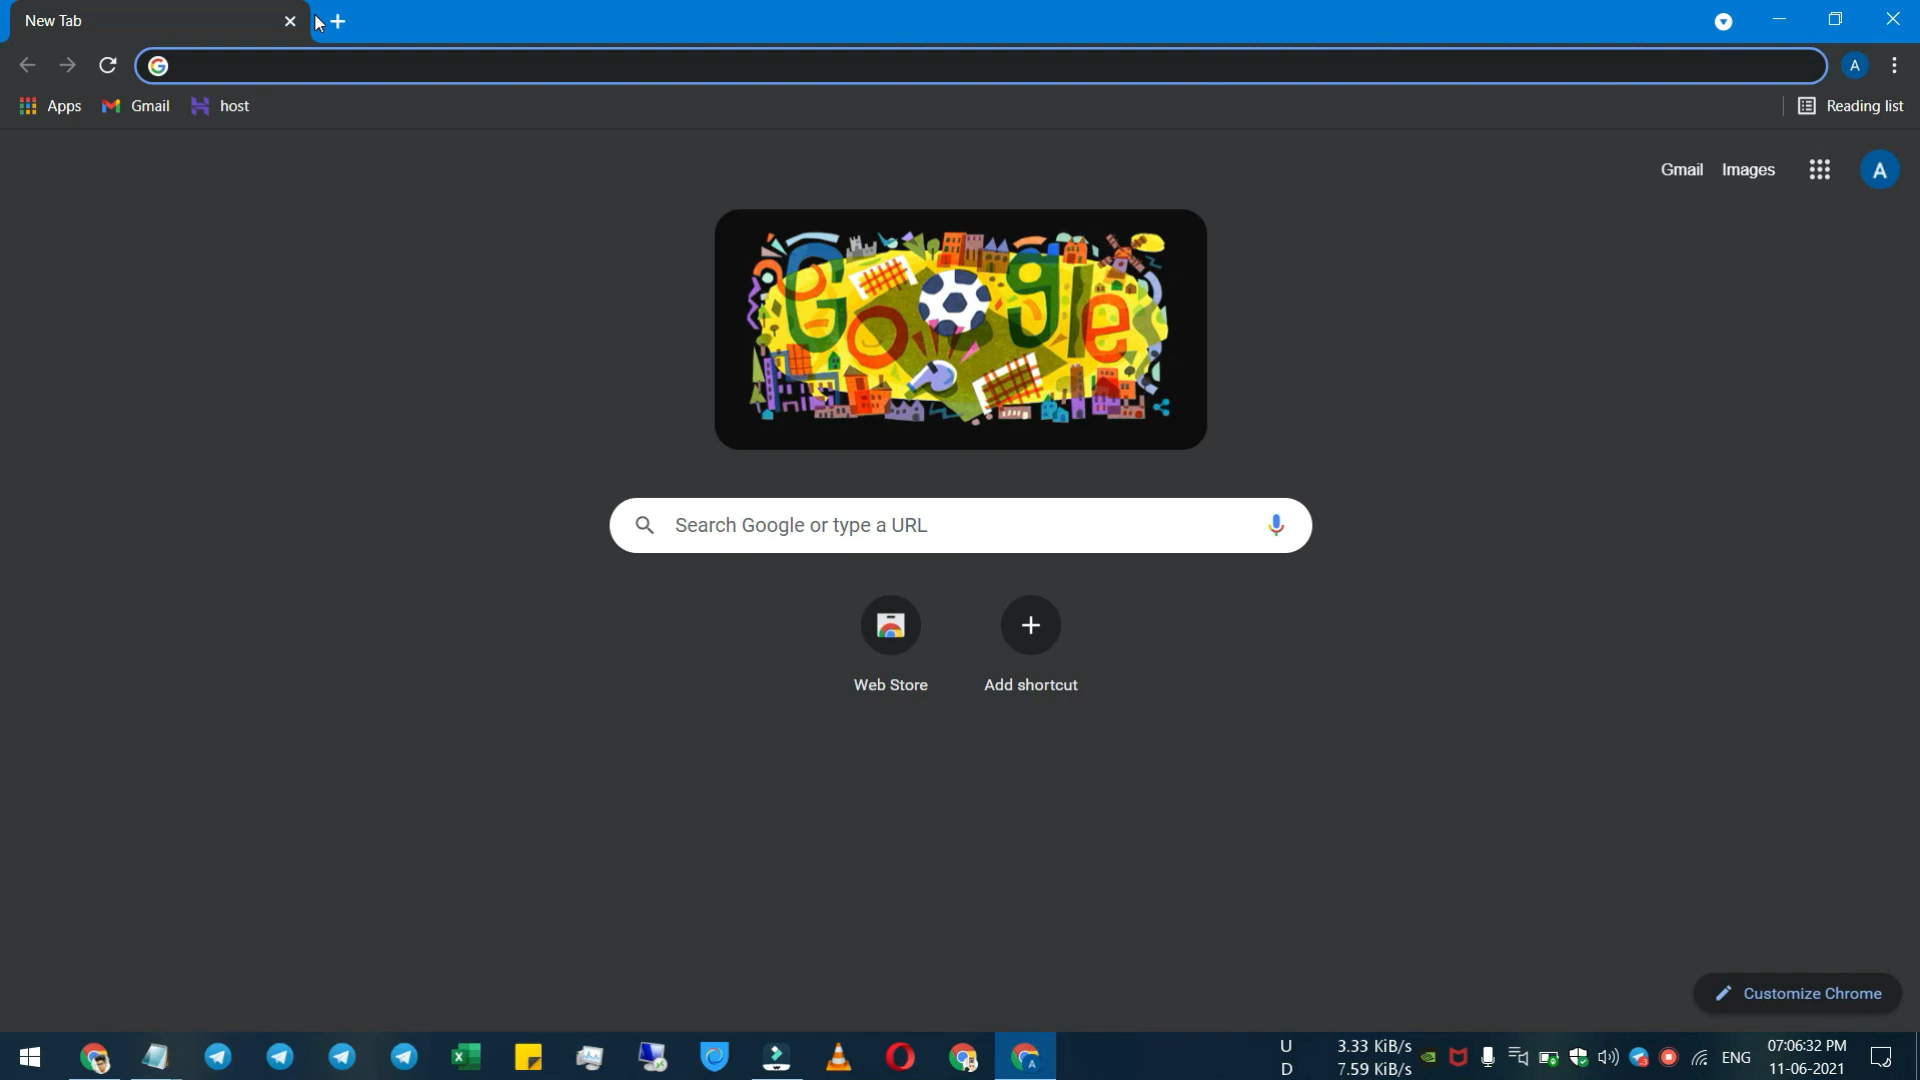 New Tab
Apps
Gmail
host
Reading list
Gmail
Images
A
A
Google
Search Google or type a URL
Web Store
Add shortcut
Customize Chrome
U 3.33 KiB/s
D 7.59 KiB/s
ENG
07:06:32 PM
11-06-2021